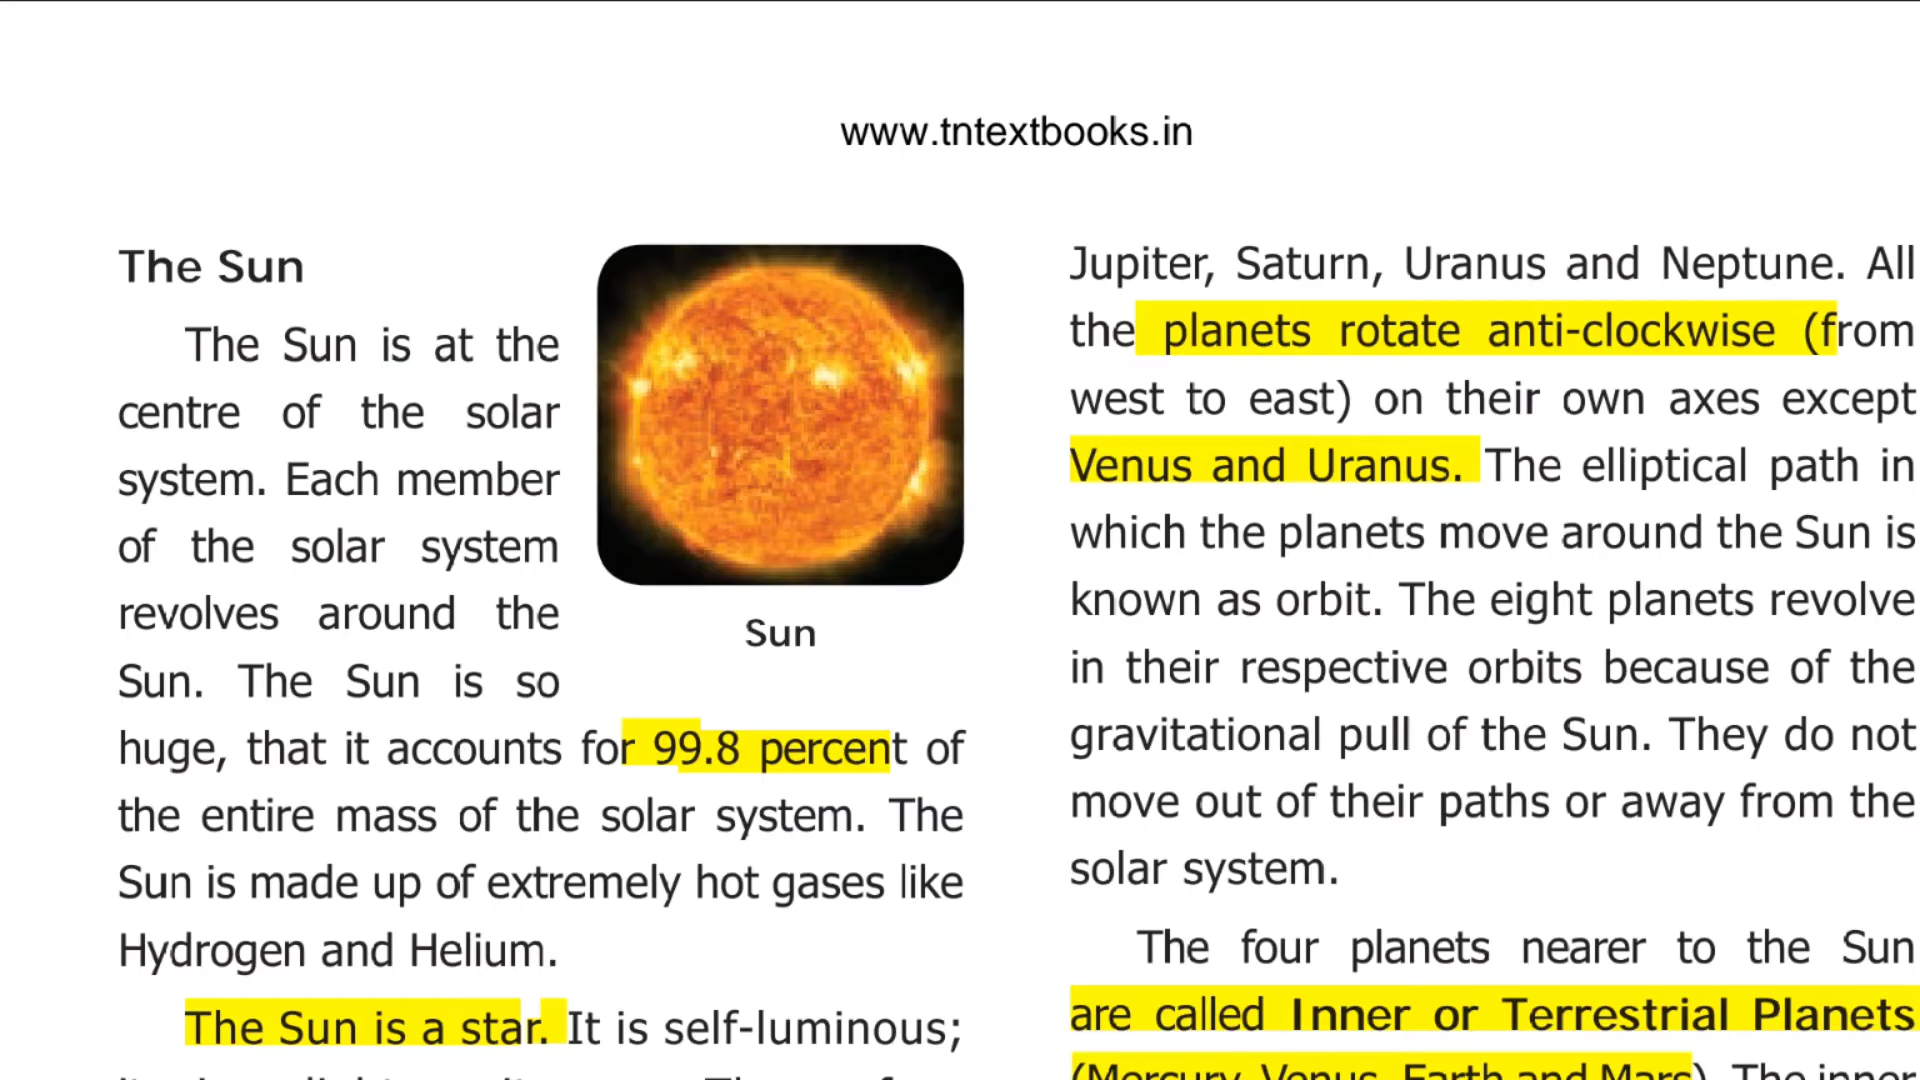 www.tntextbooks.in
The Sun
The Sun is at the
centre of the solar
system. Each member
of the solar system
revolves around the
Sun. The Sun is so
huge, that it accounts for 99.8 percent of
the entire mass of the solar system. The
Sun is made up of extremely hot gases like
Hydrogen and Helium.
The Sun is a star. It is self-luminous;
Sun
Jupiter, Saturn, Uranus and Neptune. All
the planets rotate anti-clockwise (from
west to east) on their own axes except
Venus and Uranus. The elliptical path in
which the planets move around the Sun is
known as orbit. The eight planets revolve
in their respective orbits because of the
gravitational pull of the Sun. They do not
move out of their paths or away from the
solar system.
The four planets nearer to the Sun
are called Inner or Terrestrial Planets
(Mercury, Venus, Earth and Mars). The inner